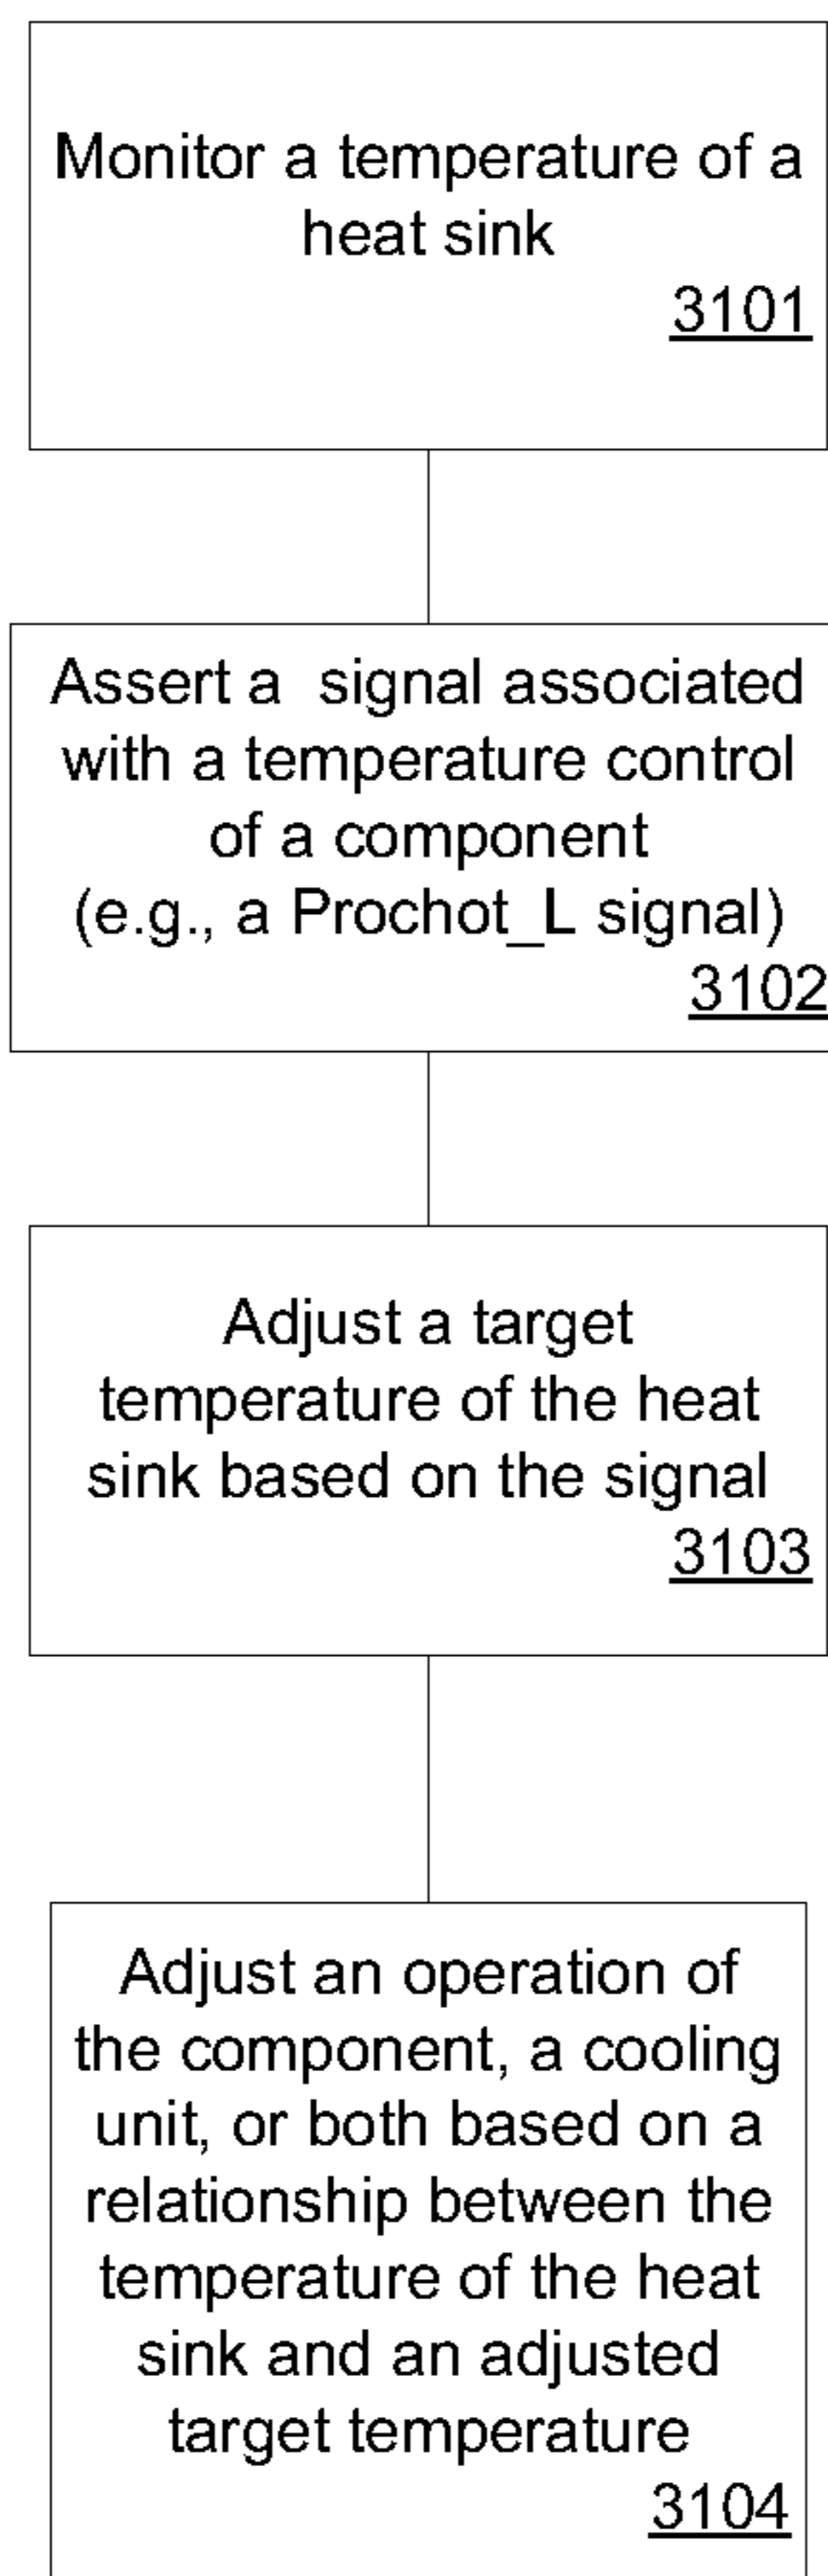 Monitor a temperature of a
heat sink
3101
Assert a  signal associated
with a temperature control
of a component
(e.g., a Prochot_L signal)
3102
Adjust a target
temperature of the heat
sink based on the signal
3103
Adjust an operation of
the component, a cooling
unit, or both based on a
relationship between the
temperature of the heat
sink and an adjusted
target temperature
3104